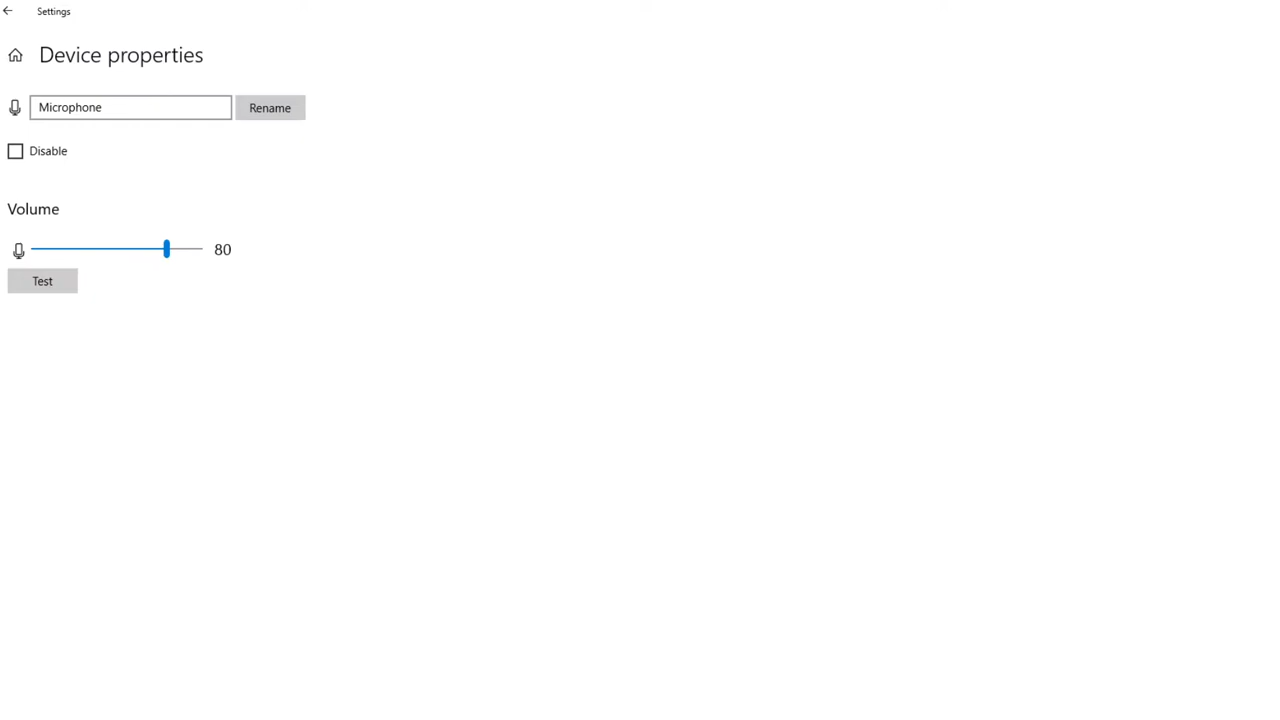 Settings
Device properties
Microphone
Rename
Disable
Volume
80
Test